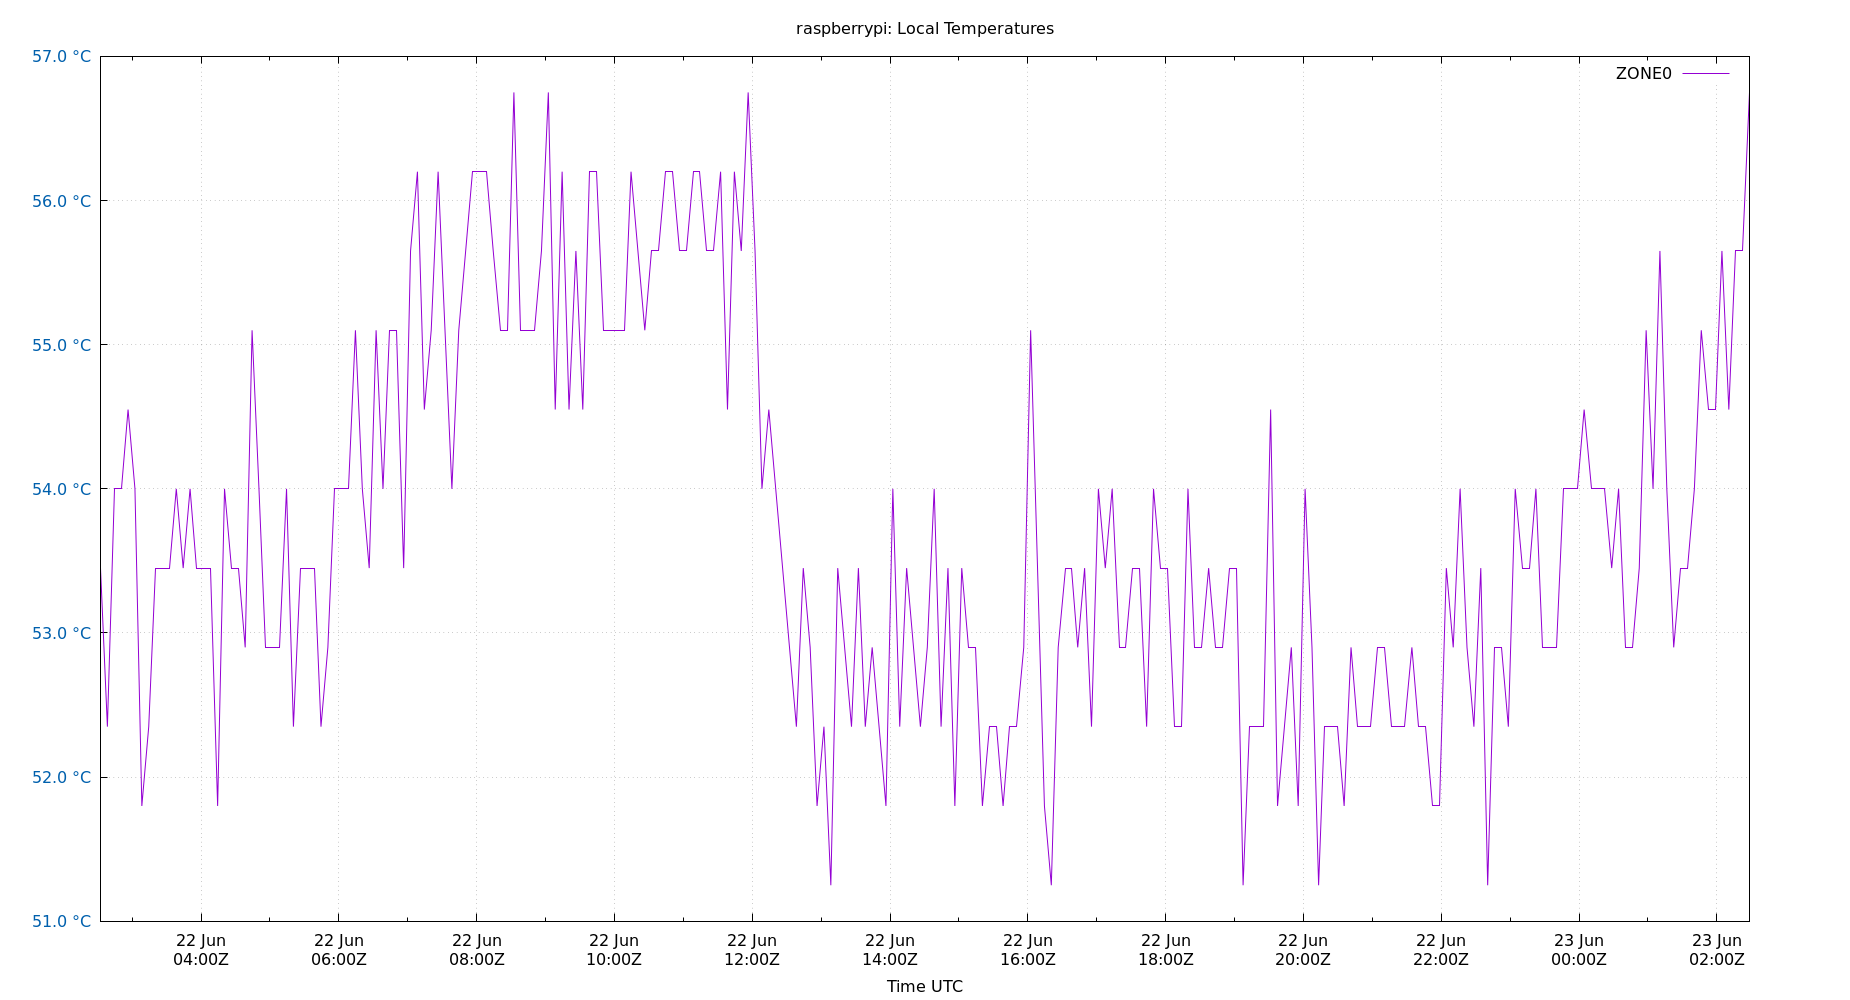 raspberrypi: Local Temperatures
57.0 °C
ZONE0
56.0 °C
55.0 °C
54.0 °C
53.0 °C
52.0 °C
51.0 °C
22 Jun 22 Jun 22 Jun 22 Jun 22 Jun 22 Jun 22 Jun 22 Jun 22 Jun 22 Jun 23 Jun 23 Jun
04:00Z 06:00Z 08:00Z 10:00Z 12:00Z 14:00Z 16:00Z 18:00Z 20:00Z 22:00Z 00:00Z 02:00Z
Time UTC